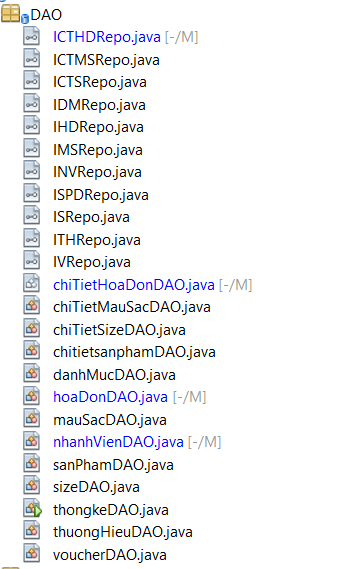 DAO
ICTHDRepo.java [-/M]
ICTMSRepo.java
ICTSRepo.java
IDMRepo.java
IHDRepo.java
IMSRepo.java
INVRepo.java
ISPDRepo.java
ISRepo.java
ITHRepo.java
IVRepo.java
chiTietHoaDonDAO.java [-/M]
chiTietMauSacDAO.java
chiTietSizeDAO.java
chitietsanphamDAO.java
danhMucDAO.java
hoaDonDAO.java [-/M]
mauSacDAO.java
nhanhVienDAO.java [-/M]
sanPhamDAO.java
sizeDAO.java
thongkeDAO.java
thuongHieuDAO.java
voucherDAO.java